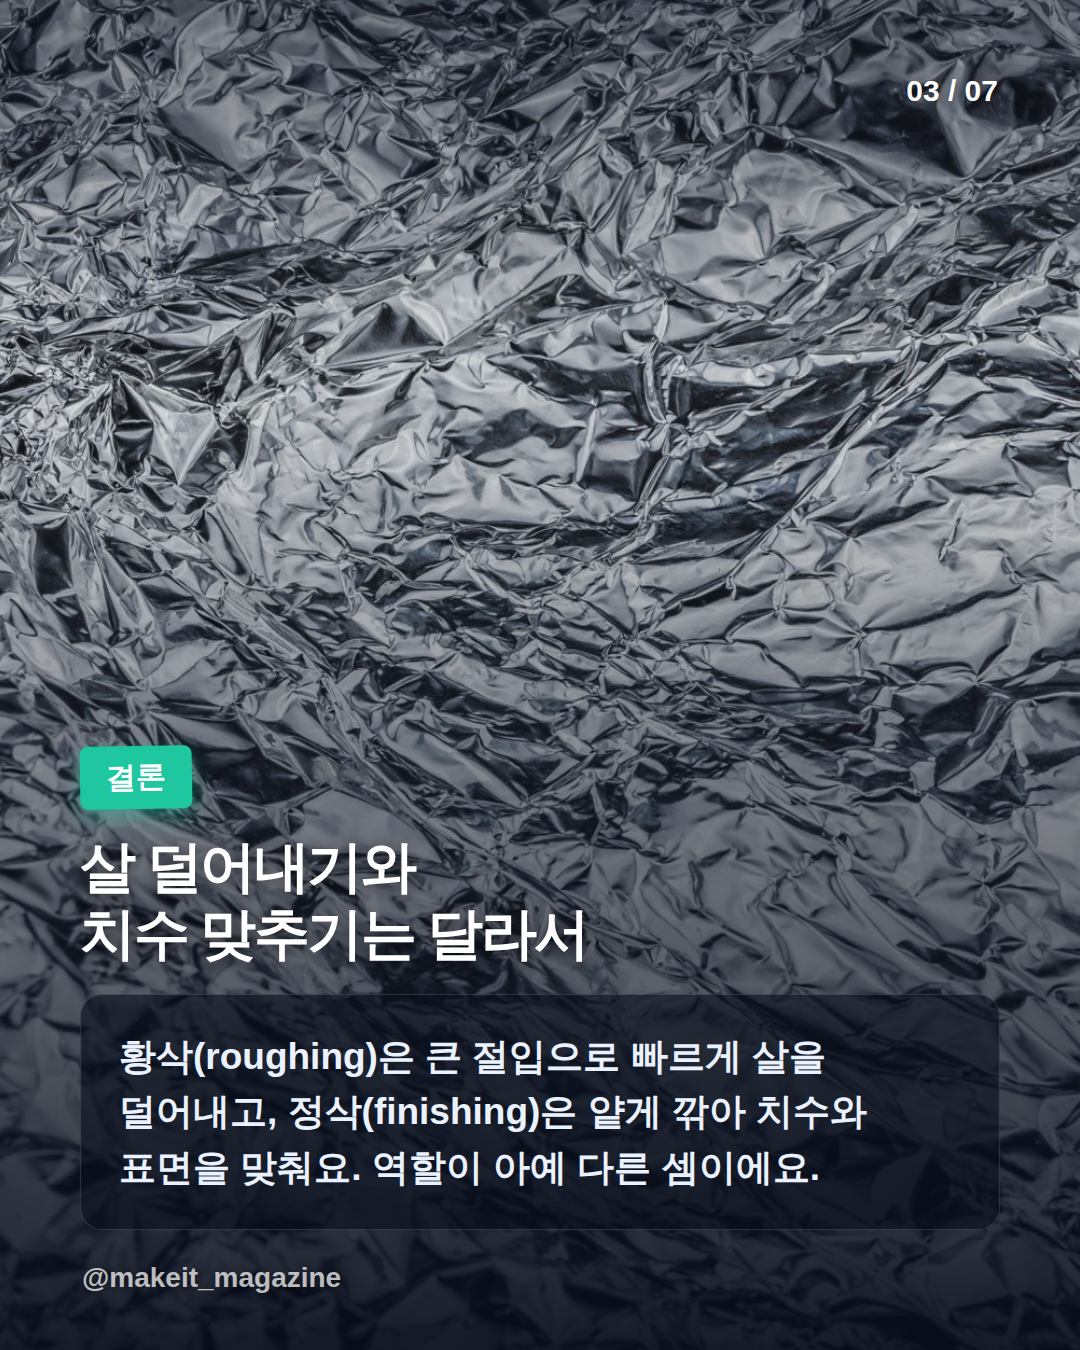 03 / 07
결론
살 덜어내기와
치수 맞추기는 달라서
황삭(roughing)은 큰 절입으로 빠르게 살을
덜어내고, 정삭(finishing)은 얕게 깎아 치수와
표면을 맞춰요. 역할이 아예 다른 셈이에요.
@makeit_magazine